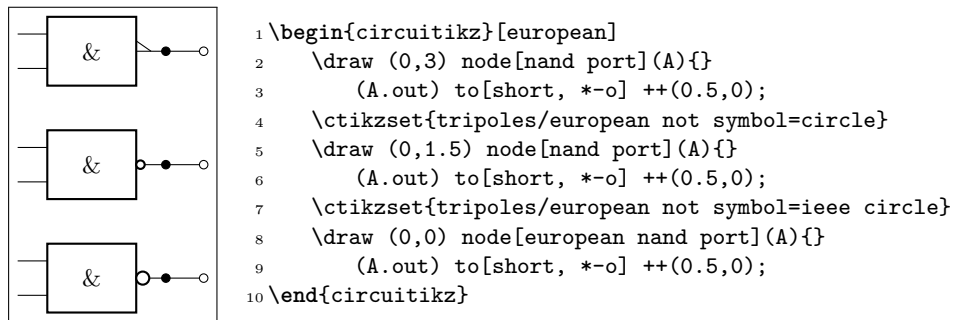 &
&
&
1 \begin{circuitikz}[european]
2     \draw (0,3) node[nand port](A){}
3         (A.out) to[short, *-o] ++(0.5,0);
4     \ctikzset{tripoles/european not symbol=circle}
5     \draw (0,1.5) node[nand port](A){}
6         (A.out) to[short, *-o] ++(0.5,0);
7     \ctikzset{tripoles/european not symbol=ieee circle}
8     \draw (0,0) node[european nand port](A){}
9         (A.out) to[short, *-o] ++(0.5,0);
10 \end{circuitikz}